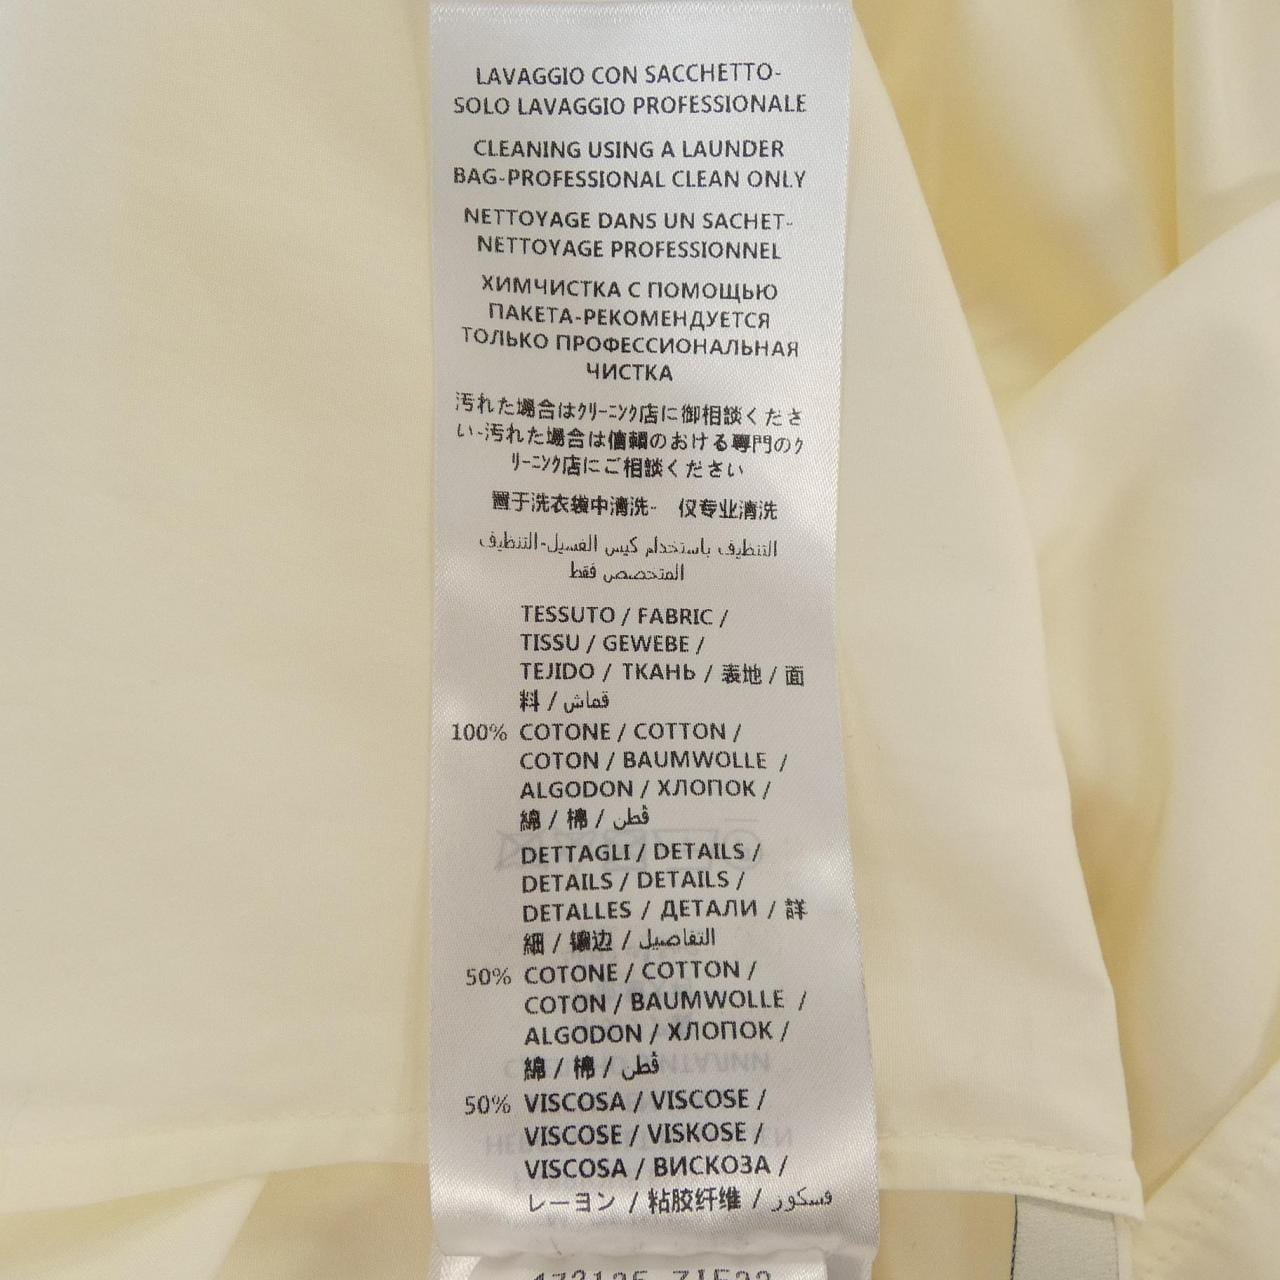 LAVAGGIO CON SACCHETTO-
SOLO LAVAGGIO PROFESSIONALE
CLEANING USING A LAUNDER
BAG-PROFESSIONAL CLEAN ONLY
NETTOYAGE DANS UN SACHET-
NETTOYAGE PROFESSIONNEL
ХИМЧИСТКА С ПОМОЩЬЮ
ПАКЕТА-РЕКОМЕНДУЕТСЯ
ТОЛЬКО ПРОФЕССИОНАЛЬНАЯ
ЧИСТКА
汚れた場合はｸﾘｰﾆﾝｸ店に御相談くださ
い-汚れた場合は信頼のおける専門のｸ
ﾘｰﾆﾝｸ店にご相談ください
置于洗衣袋中清洗- 仅专业清洗
التنظيف باستخدام كيس الغسيل-التنظيف
المتخصص فقط
TESSUTO / FABRIC /
TISSU / GEWEBE /
TEJIDO / ТКАНЬ / 表地 / 面
料 / قماش
100% COTONE / COTTON /
COTON / BAUMWOLLE /
ALGODON / ХЛОПОК /
綿 / 棉 / قطن
DETTAGLI / DETAILS /
DETAILS / DETAILS /
DETALLES / ДЕТАЛИ / 詳
細 / 镶边 / التفاصيل
50% COTONE / COTTON /
COTON / BAUMWOLLE /
ALGODON / ХЛОПОК /
綿 / 棉 / قطن
50% VISCOSA / VISCOSE /
VISCOSE / VISKOSE /
VISCOSA / ВИСКОЗА /
レーヨン / 粘胶纤维 / فسكوز